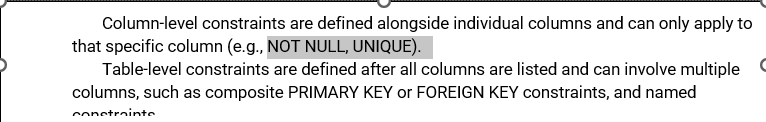 Column-level constraints are defined alongside individual columns and can only apply to
that specific column (e.g., NOT NULL, UNIQUE).
Table-level constraints are defined after all columns are listed and can involve multiple
columns, such as composite PRIMARY KEY or FOREIGN KEY constraints, and named
constraints